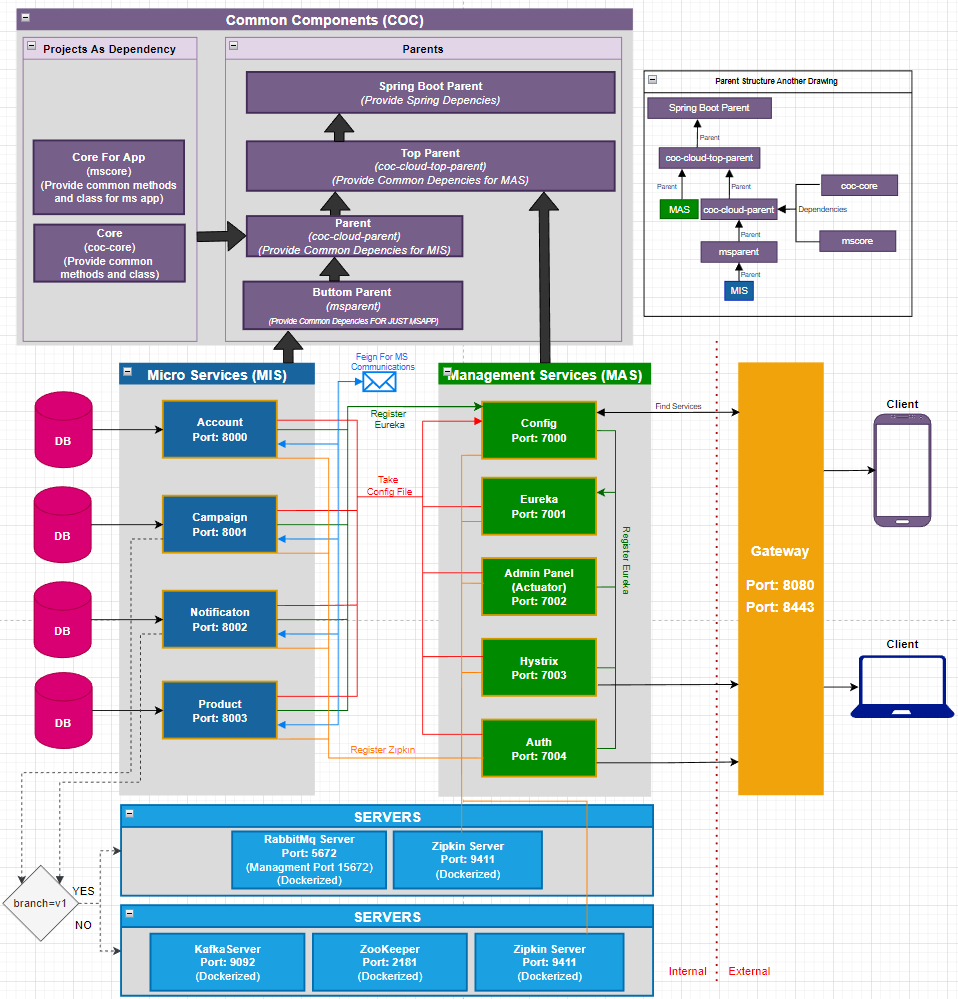 Common Components (COC)
Projects As Dependency
Parents
Core For App
(mscore)
(Provide common methods
and class for ms app)
Core
(coc-core)
(Provide common
methods and class)
Spring Boot Parent
(Provide Spring Depencies)
Top Parent
(coc-cloud-top-parent)
(Provide Common Depencies for MAS)
Parent
(coc-cloud-parent)
(Provide Common Depencies for MIS)
Buttom Parent
(msparent)
(Provide Common Depencies FOR JUST MSAPP)
Parent Structure Another Drawing
Spring Boot Parent
Parent
coc-cloud-top-parent
Parent
Parent
MAS
coc-cloud-parent
Dependencies
coc-core
mscore
Parent
msparent
Parent
MIS
Micro Services (MIS)
Feign For MS
Communications
Management Services (MAS)
DB
Account
Port: 8000
Register
Eureka
Config
Port: 7000
Find Services
Client
Take
Config File
DB
Campaign
Port: 8001
Eureka
Port: 7001
Register Eureka
Gateway
Port: 8080
Port: 8443
Admin Panel
(Actuator)
Port: 7002
DB
Notificaton
Port: 8002
Hystrix
Port: 7003
Client
DB
Product
Port: 8003
Register Zipkin
Auth
Port: 7004
SERVERS
RabbitMq Server
Port: 5672
(Managment Port 15672)
(Dockerized)
Zipkin Server
Port: 9411
(Dockerized)
branch=v1
YES
NO
SERVERS
KafkaServer
Port: 9092
(Dockerized)
ZooKeeper
Port: 2181
(Dockerized)
Zipkin Server
Port: 9411
(Dockerized)
Internal
External